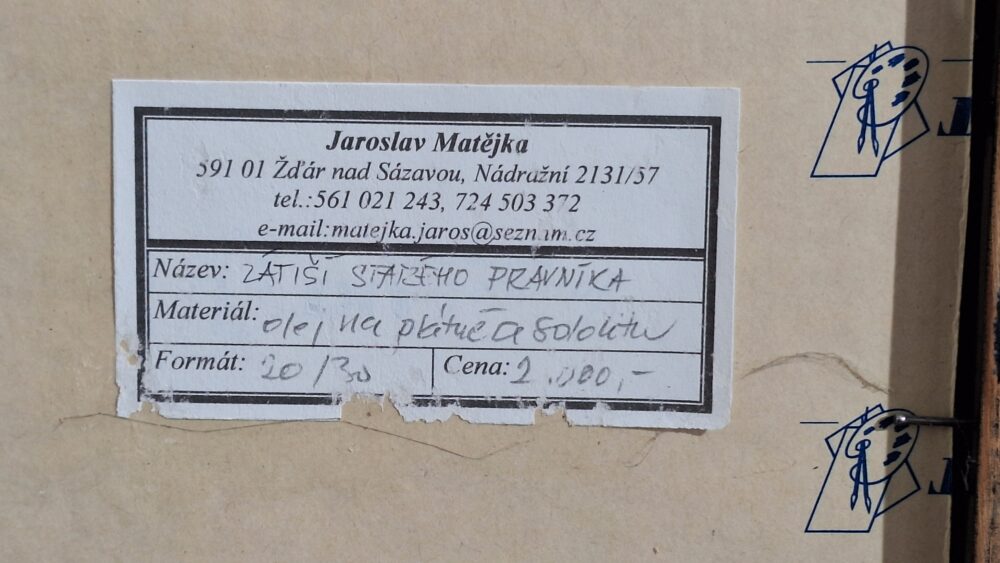 Jaroslav Matějka
591 01 Žďár nad Sázavou, Nádražní 2131/57
tel.:561 021 243, 724 503 372
e-mail:matejka.jaros@seznam.cz
Název: ZÁTIŠÍ STARÉHO PRÁVNÍKA
Materiál: olej na plátně a sololitu
Formát: 20/30 Cena: 2.000,-